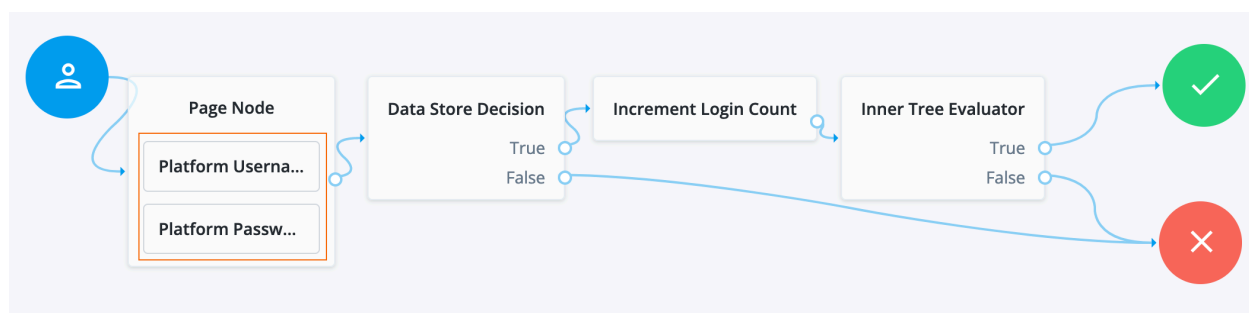 Page Node
Platform Userna...
Platform Passw...
Data Store Decision
True
False
Increment Login Count
Inner Tree Evaluator
True
False